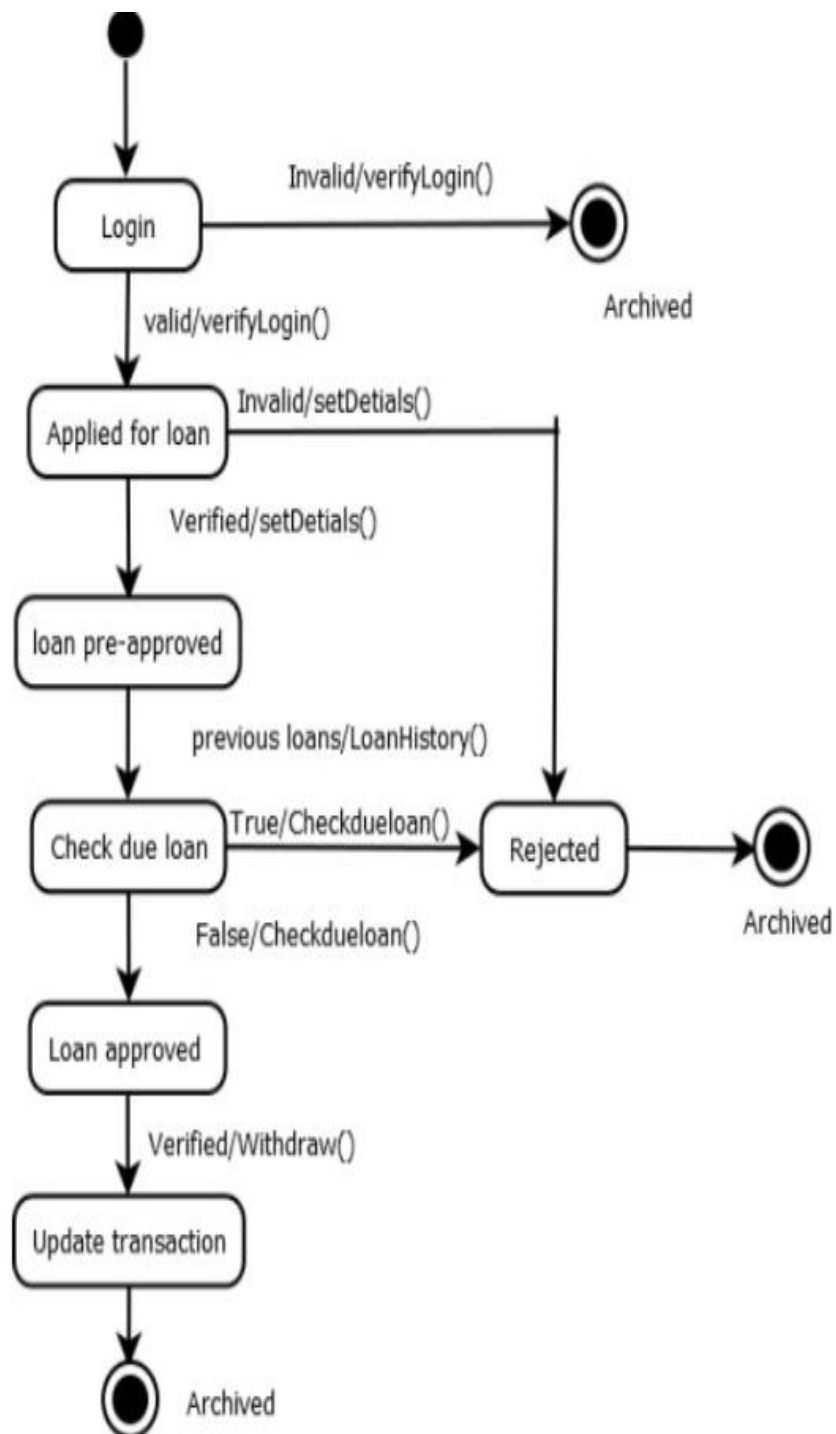 Invalid/verifyLogin()
Login
Archived
valid/verifyLogin()
Invalid/setDetials()
Applied for loan
Verified/setDetials()
loan pre-approved
previous loans/LoanHistory()
True/Checkdueloan()
Check due loan
Rejected
Archived
False/Checkdueloan()
Loan approved
Verified/Withdraw()
Update transaction
Archived